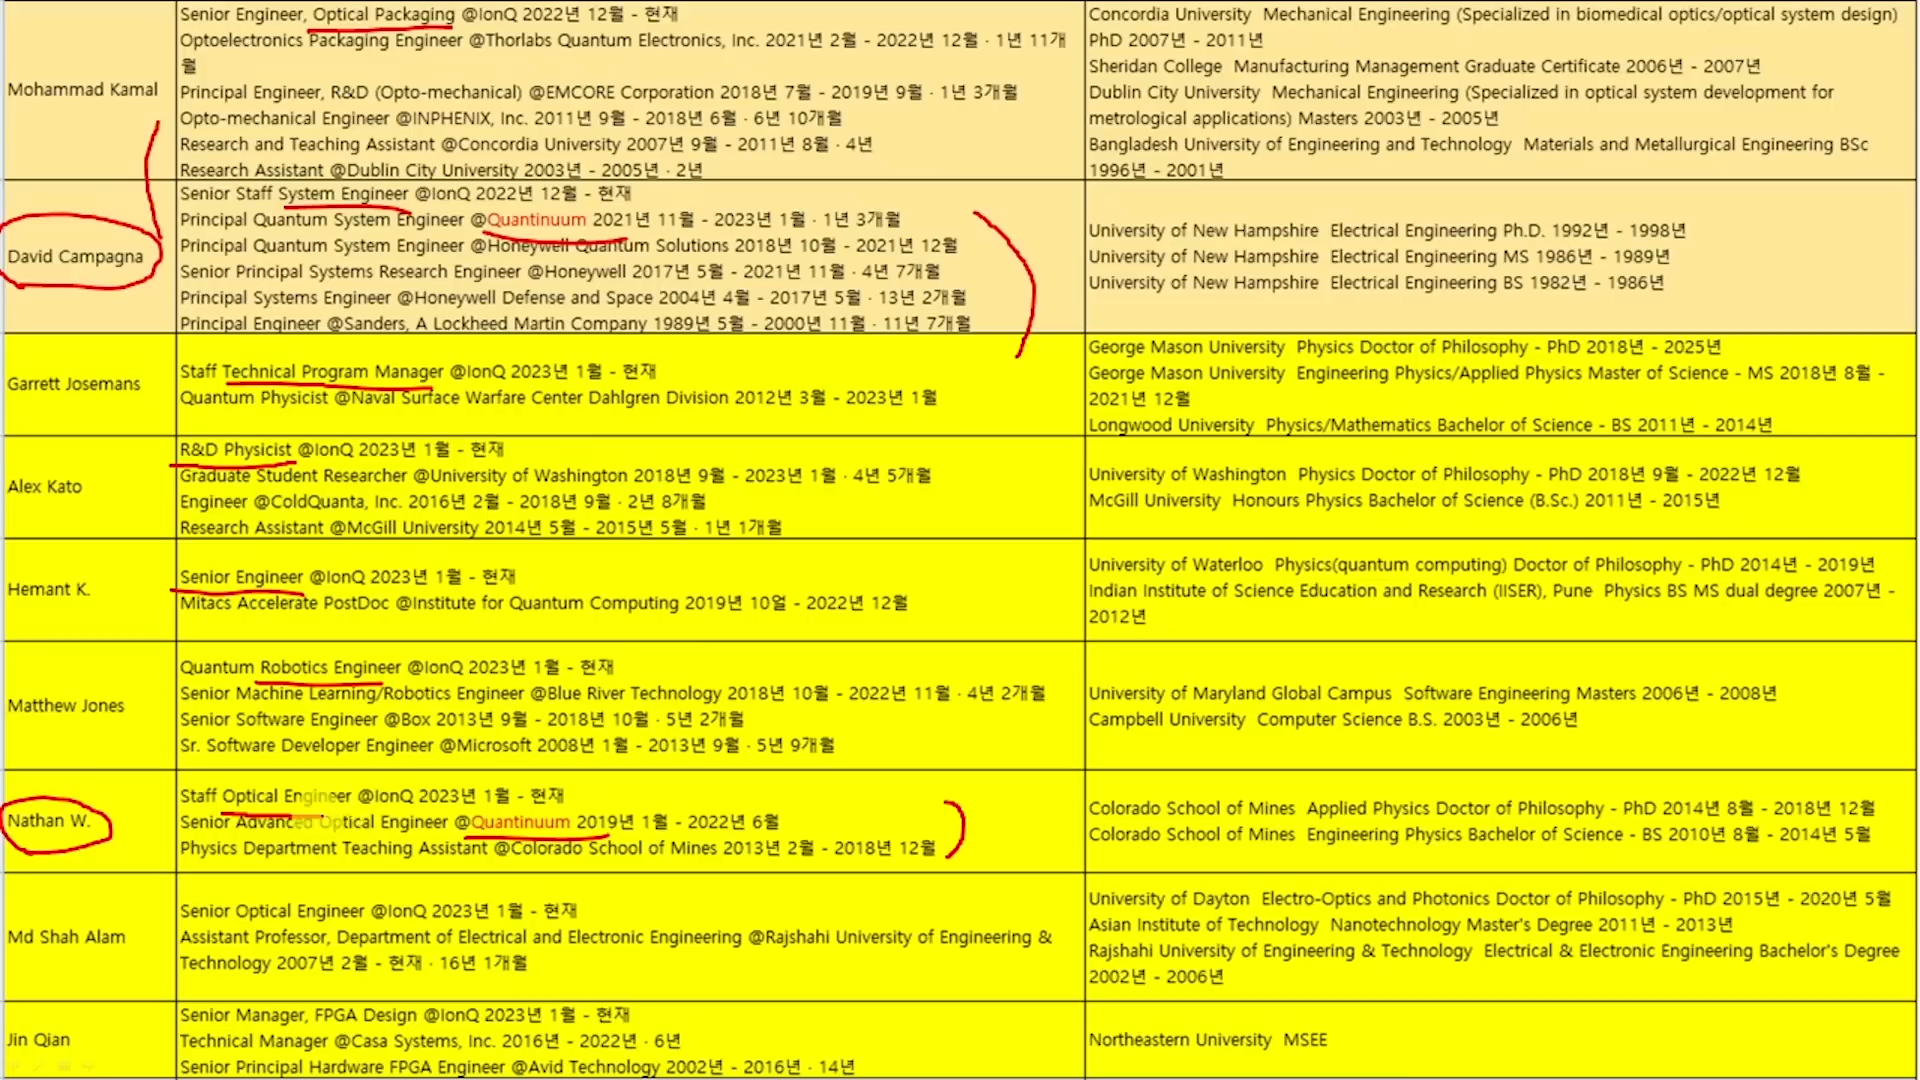 Mohammad Kamal
Senior Engineer, Optical Packaging @IonQ 2022년 12월 - 현재
Optoelectronics Packaging Engineer @Thorlabs Quantum Electronics, Inc. 2021년 2월 - 2022년 12월 · 1년 11개
월
Principal Engineer, R&D (Opto-mechanical) @EMCORE Corporation 2018년 7월 - 2019년 9월 · 1년 3개월
Opto-mechanical Engineer @INPHENIX, Inc. 2011년 9월 - 2018년 6월 · 6년 10개월
Research and Teaching Assistant @Concordia University 2007년 9월 - 2011년 8월 · 4년
Research Assistant @Dublin City University 2003년 - 2005년 · 2년
Concordia University  Mechanical Engineering (Specialized in biomedical optics/optical system design)
PhD 2007년 - 2011년
Sheridan College  Manufacturing Management Graduate Certificate 2006년 - 2007년
Dublin City University  Mechanical Engineering (Specialized in optical system development for
metrological applications) Masters 2003년 - 2005년
Bangladesh University of Engineering and Technology  Materials and Metallurgical Engineering BSc
1996년 - 2001년
David Campagna
Senior Staff System Engineer @IonQ 2022년 12월 - 현재
Principal Quantum System Engineer @Quantinuum 2021년 11월 - 2023년 1월 · 1년 3개월
Principal Quantum System Engineer @Honeywell Quantum Solutions 2018년 10월 - 2021년 12월
Senior Principal Systems Research Engineer @Honeywell 2017년 5월 - 2021년 11월 · 4년 7개월
Principal Systems Engineer @Honeywell Defense and Space 2004년 4월 - 2017년 5월 · 13년 2개월
Principal Engineer @Sanders, A Lockheed Martin Company 1989년 5월 - 2000년 11월 · 11년 7개월
University of New Hampshire  Electrical Engineering Ph.D. 1992년 - 1998년
University of New Hampshire  Electrical Engineering MS 1986년 - 1989년
University of New Hampshire  Electrical Engineering BS 1982년 - 1986년
Garrett Josemans
Staff Technical Program Manager @IonQ 2023년 1월 - 현재
Quantum Physicist @Naval Surface Warfare Center Dahlgren Division 2012년 3월 - 2023년 1월
George Mason University  Physics Doctor of Philosophy - PhD 2018년 - 2025년
George Mason University  Engineering Physics/Applied Physics Master of Science - MS 2018년 8월 -
2021년 12월
Longwood University  Physics/Mathematics Bachelor of Science - BS 2011년 - 2014년
Alex Kato
R&D Physicist @IonQ 2023년 1월 - 현재
Graduate Student Researcher @University of Washington 2018년 9월 - 2023년 1월 · 4년 5개월
Engineer @ColdQuanta, Inc. 2016년 2월 - 2018년 9월 · 2년 8개월
Research Assistant @McGill University 2014년 5월 - 2015년 5월 · 1년 1개월
University of Washington  Physics Doctor of Philosophy - PhD 2018년 9월 - 2022년 12월
McGill University  Honours Physics Bachelor of Science (B.Sc.) 2011년 - 2015년
Hemant K.
Senior Engineer @IonQ 2023년 1월 - 현재
Mitacs Accelerate PostDoc @Institute for Quantum Computing 2019년 10얼 - 2022년 12월
University of Waterloo  Physics(quantum computing) Doctor of Philosophy - PhD 2014년 - 2019년
Indian Institute of Science Education and Research (IISER), Pune  Physics BS MS dual degree 2007년 -
2012년
Matthew Jones
Quantum Robotics Engineer @IonQ 2023년 1월 - 현재
Senior Machine Learning/Robotics Engineer @Blue River Technology 2018년 10월 - 2022년 11월 · 4년 2개월
Senior Software Engineer @Box 2013년 9월 - 2018년 10월 · 5년 2개월
Sr. Software Developer Engineer @Microsoft 2008년 1월 - 2013년 9월 · 5년 9개월
University of Maryland Global Campus  Software Engineering Masters 2006년 - 2008년
Campbell University  Computer Science B.S. 2003년 - 2006년
Nathan W.
Staff Optical Engineer @IonQ 2023년 1월 - 현재
Senior Advanced Optical Engineer @Quantinuum 2019년 1월 - 2022년 6월
Physics Department Teaching Assistant @Colorado School of Mines 2013년 2월 - 2018년 12월
Colorado School of Mines  Applied Physics Doctor of Philosophy - PhD 2014년 8월 - 2018년 12월
Colorado School of Mines  Engineering Physics Bachelor of Science - BS 2010년 8월 - 2014년 5월
Md Shah Alam
Senior Optical Engineer @IonQ 2023년 1월 - 현재
Assistant Professor, Department of Electrical and Electronic Engineering @Rajshahi University of Engineering &
Technology 2007년 2월 - 현재 · 16년 1개월
University of Dayton  Electro-Optics and Photonics Doctor of Philosophy - PhD 2015년 - 2020년 5월
Asian Institute of Technology  Nanotechnology Master's Degree 2011년 - 2013년
Rajshahi University of Engineering & Technology  Electrical & Electronic Engineering Bachelor's Degree
2002년 - 2006년
Jin Qian
Senior Manager, FPGA Design @IonQ 2023년 1월 - 현재
Technical Manager @Casa Systems, Inc. 2016년 - 2022년 · 6년
Senior Principal Hardware FPGA Engineer @Avid Technology 2002년 - 2016년 · 14년
Northeastern University  MSEE